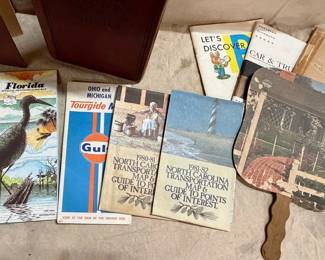 LET'S
DISCOVER
CAR & TRU
Florida
OHIO and
MICHIGAN
Tourgide M
Gulf
1980-81
NORTH CAROLINA
TRANSPORTATION
MAP &
GUIDE TO POINTS
OF INTEREST.
1981-82
NORTH CAROLINA
TRANSPORTATION
MAP &
GUIDE TO POINTS
OF INTEREST.